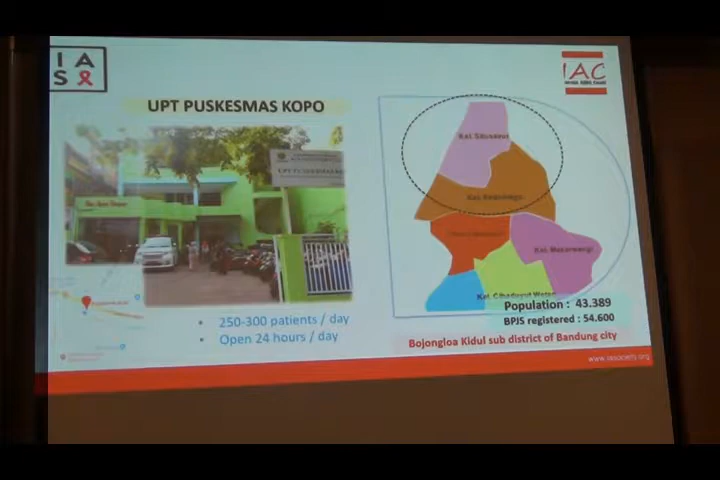 IAS
IAC
UPT PUSKESMAS KOPO
UPT PUSKESMAS
Kel. Situsaeur
Kel. Mekarwangi
Kel. Cibaduyut Wetan
Population : 43.389
BPJS registered : 54.600
• 250-300 patients / day
• Open 24 hours / day
Bojongloa Kidul sub district of Bandung city
www.iasociety.org